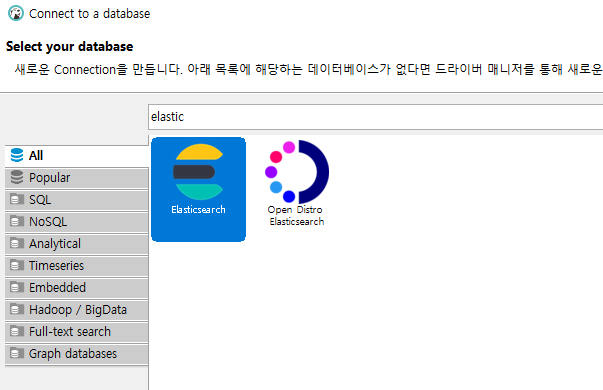 Connect to a database
Select your database
새로운 Connection을 만듭니다. 아래 목록에 해당하는 데이터베이스가 없다면 드라이버 매니저를 통해 새로운
elastic
All
Popular
SQL
NoSQL
Analytical
Timeseries
Embedded
Hadoop / BigData
Full-text search
Graph databases
Elasticsearch
Open Distro
Elasticsearch